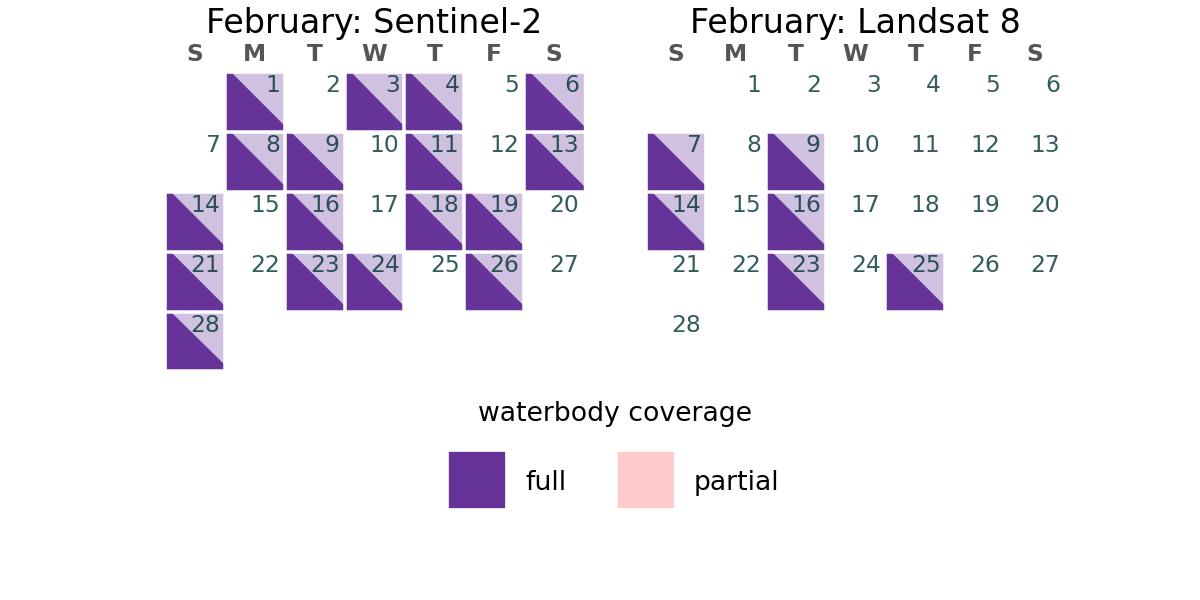 February: Sentinel-2
S M T W T F S
1 2 3 4 5 6
7 8 9 10 11 12 13
14 15 16 17 18 19 20
21 22 23 24 25 26 27
28
February: Landsat 8
S M T W T F S
1 2 3 4 5 6
7 8 9 10 11 12 13
14 15 16 17 18 19 20
21 22 23 24 25 26 27
28
waterbody coverage
full partial